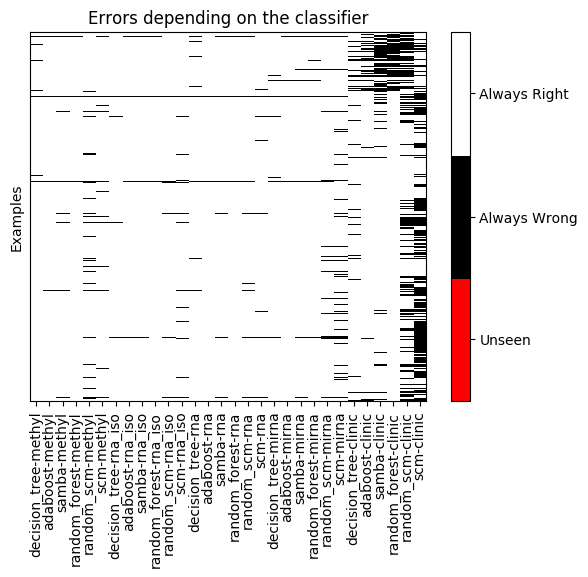 Errors depending on the classifier
Examples
Always Right
Always Wrong
Unseen
decision_tree-methyl
adaboost-methyl
samba-methyl
random_forest-methyl
random_scm-methyl
scm-methyl
decision_tree-rna_iso
adaboost-rna_iso
samba-rna_iso
random_forest-rna_iso
random_scm-rna_iso
scm-rna_iso
decision_tree-rna
adaboost-rna
samba-rna
random_forest-rna
random_scm-rna
scm-rna
decision_tree-mirna
adaboost-mirna
samba-mirna
random_forest-mirna
random_scm-mirna
scm-mirna
decision_tree-clinic
adaboost-clinic
samba-clinic
random_forest-clinic
random_scm-clinic
scm-clinic